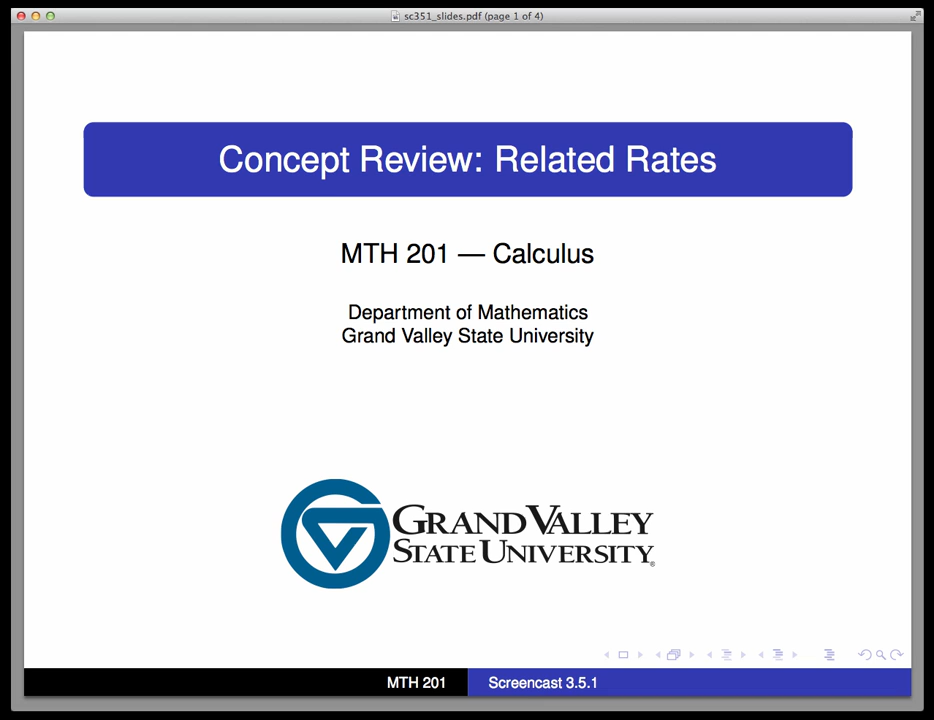 sc351_slides.pdf (page 1 of 4)
Concept Review: Related Rates
MTH 201 — Calculus
Department of Mathematics
Grand Valley State University
GRAND VALLEY
STATE UNIVERSITY®
MTH 201
Screencast 3.5.1